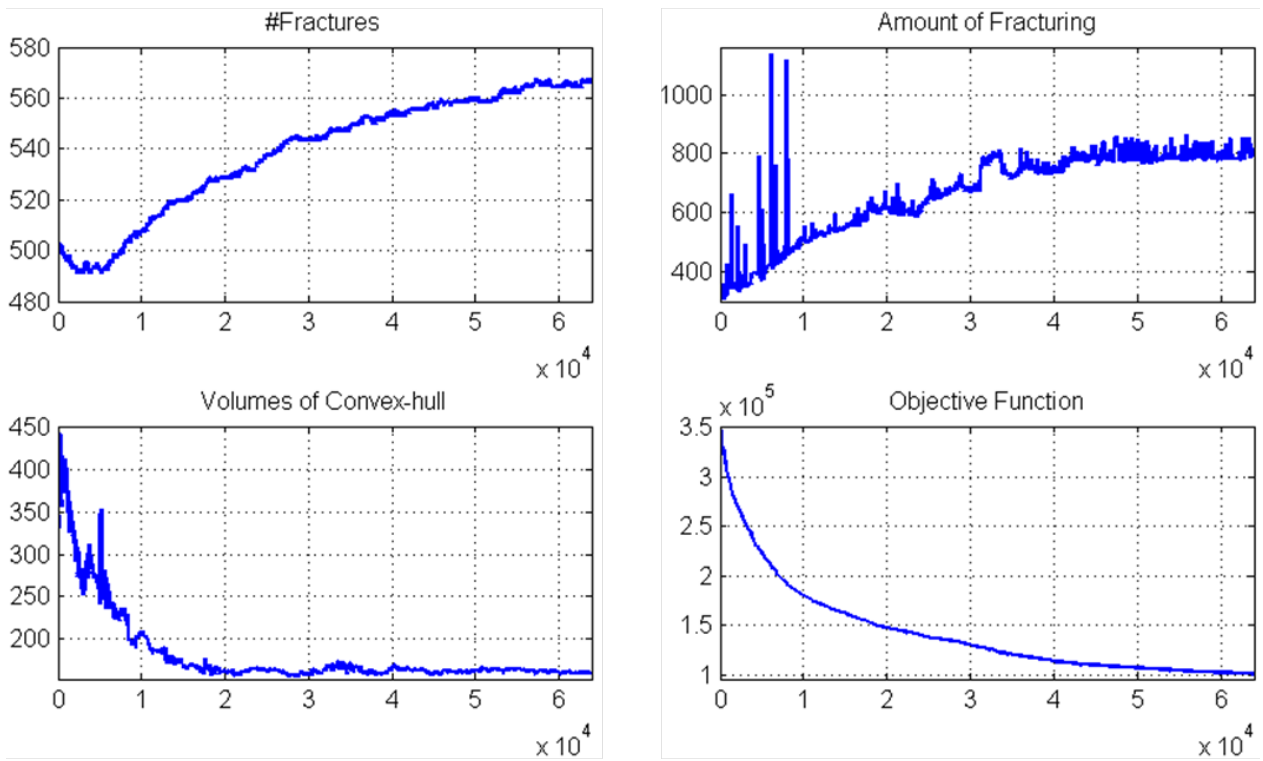 #Fractures
580
560
540
520
500
480
0 1 2 3 4 5 6
x 10^4
Amount of Fracturing
1000
800
600
400
0 1 2 3 4 5 6
x 10^4
Volumes of Convex-hull
450
400
350
300
250
200
0 1 2 3 4 5 6
x 10^4
Objective Function
x 10^5
3.5
3
2.5
2
1.5
1
0 1 2 3 4 5 6
x 10^4